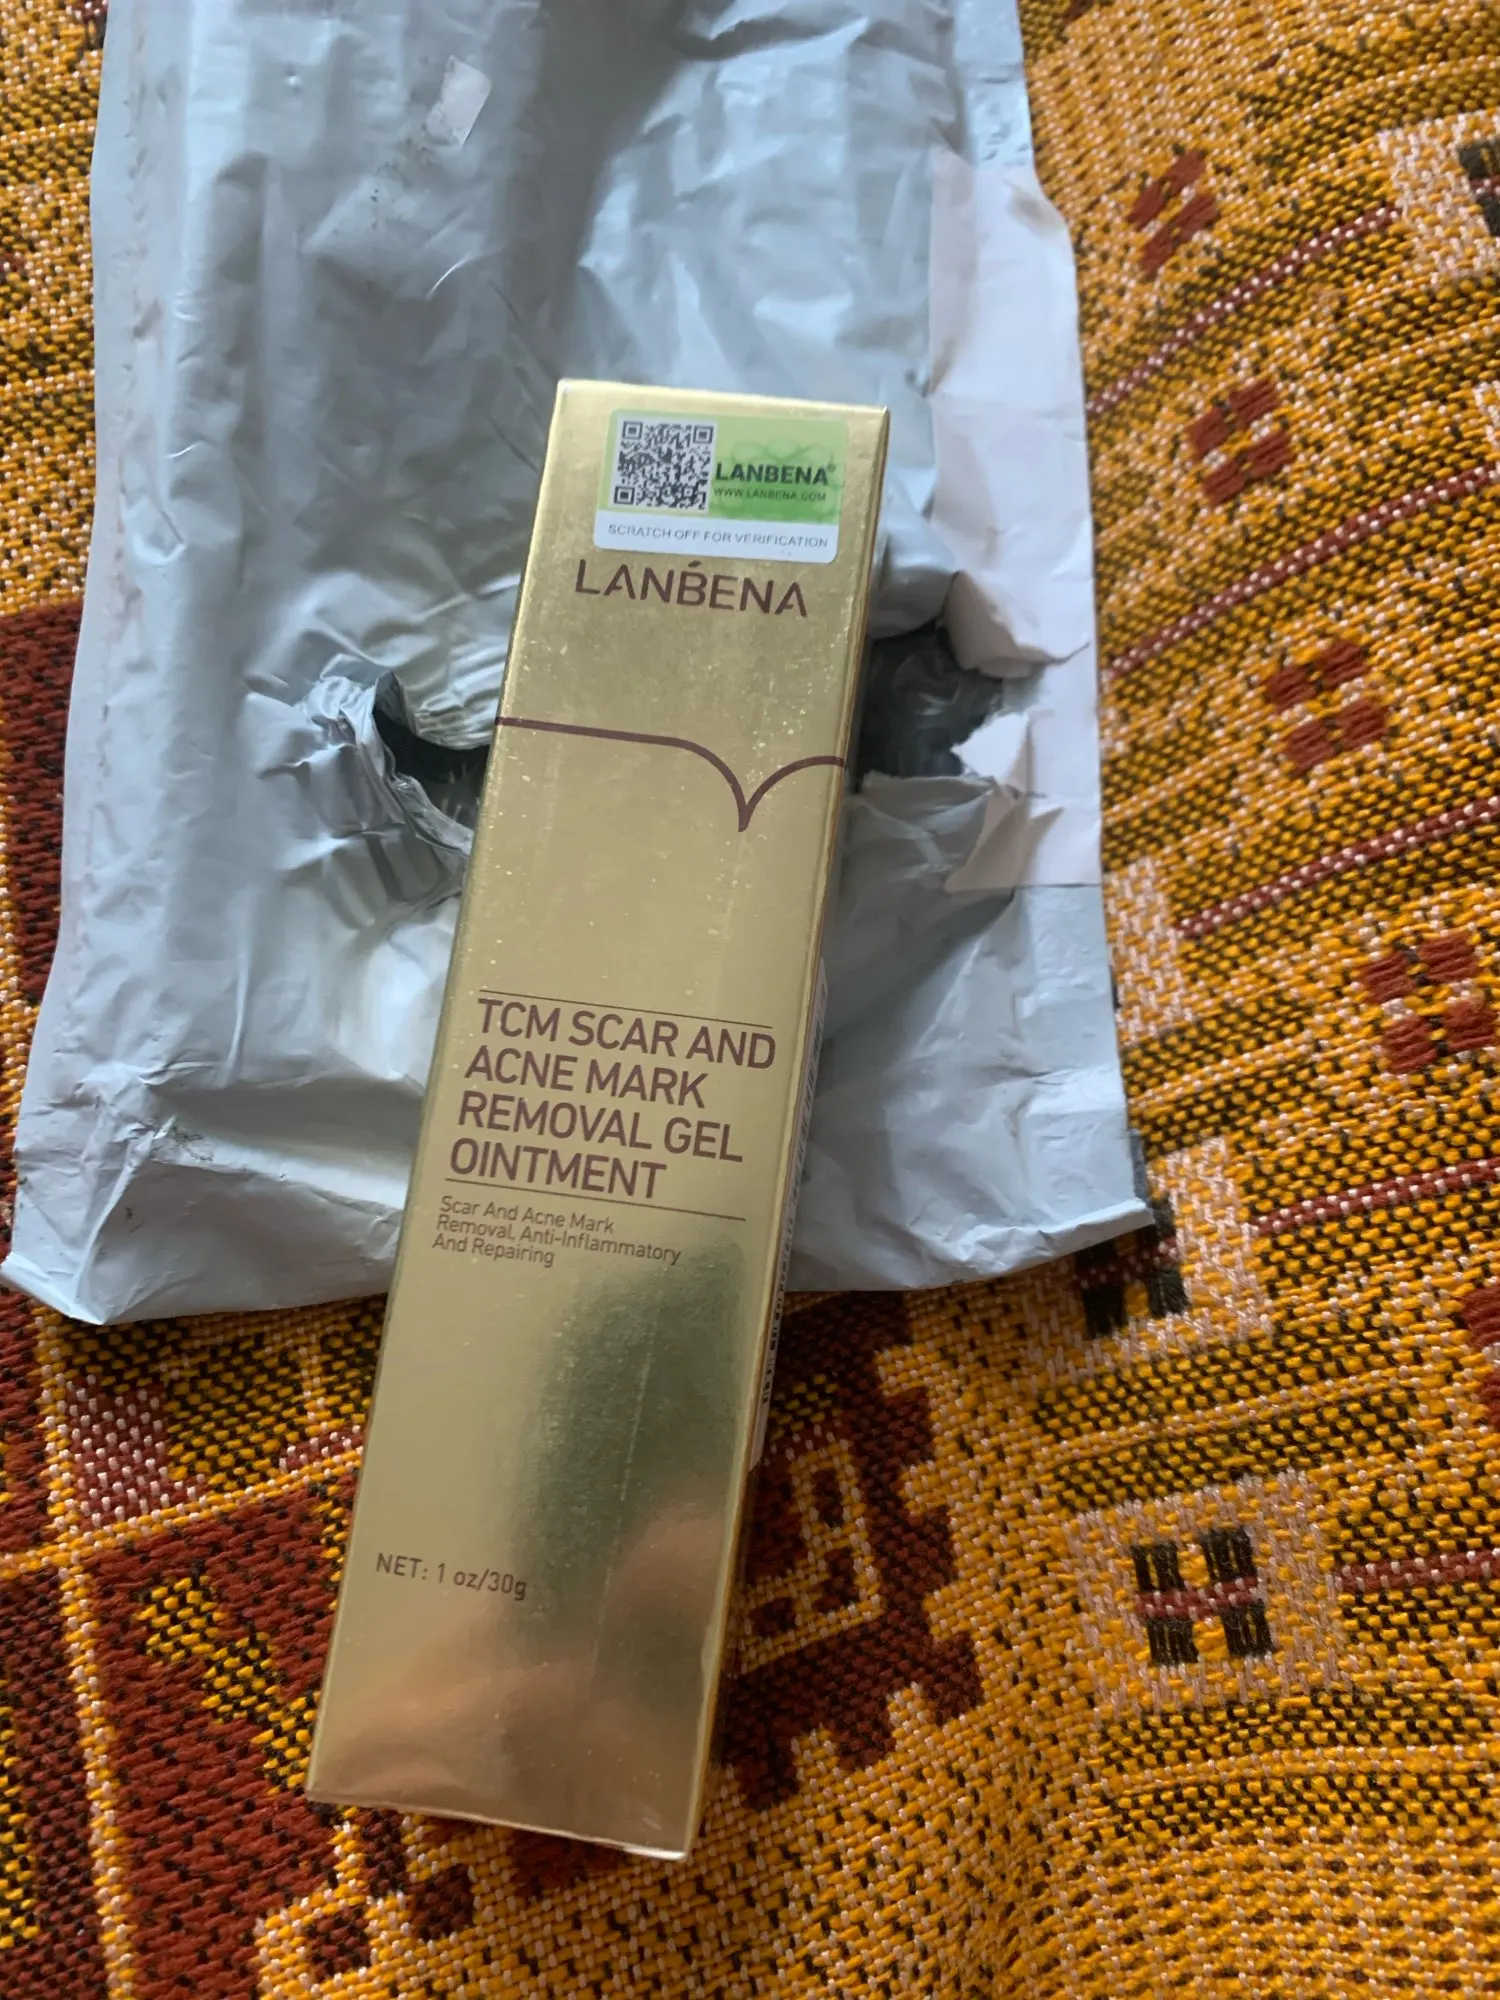 LANBENA®
WWW.LANBENA.COM
SCRATCH OFF FOR VERIFICATION
LANBENA
TCM SCAR AND
ACNE MARK
REMOVAL GEL
OINTMENT
Scar And Acne Mark
Removal, Anti-Inflammatory
And Repairing
NET: 1 oz/30g